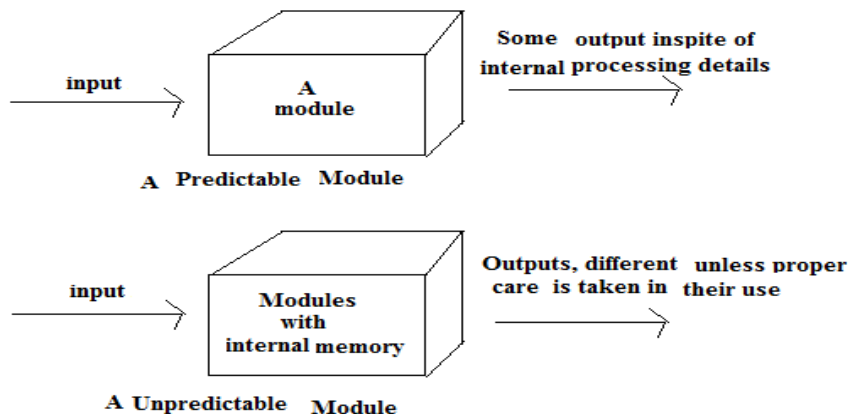 Some output inspite of
internal processing details
input
A
module
A Predictable Module
Outputs, different unless proper
care is taken in their use
input
Modules
with
internal memory
A Unpredictable Module